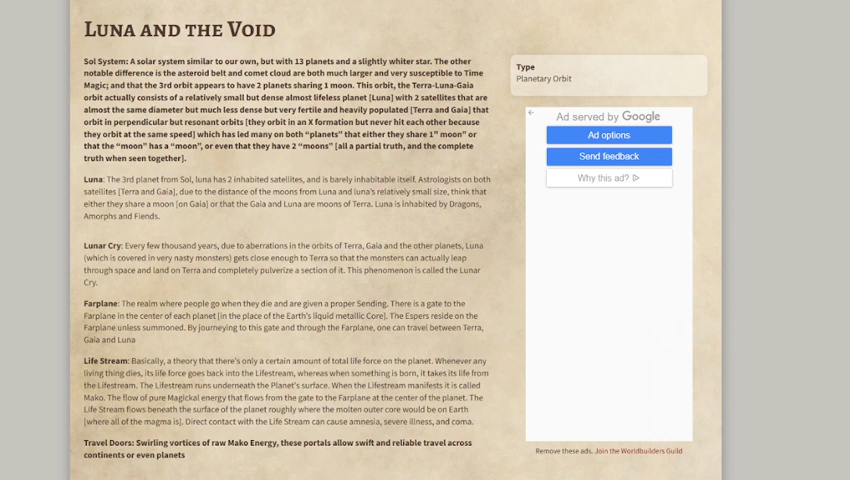 Luna and the Void
Sol System: A solar system similar to our own, but with 13 planets and a slightly whiter star. The other
notable difference is the asteroid belt and comet cloud are both much larger and very susceptible to Time
Magic; and that the 3rd orbit appears to have 2 planets sharing 1 moon. This orbit, the Terra-Luna-Gaia
orbit actually consists of a relatively small but dense almost lifeless planet [Luna] with 2 satellites that are
almost the same diameter but much less dense but very fertile and heavily populated [Terra and Gaia] that
orbit in perpendicular but resonant orbits [they orbit in an X formation but never hit each other because
they orbit at the same speed] which has led many on both “planets” that either they share 1” moon” or
that the “moon” has a “moon”, or even that they have 2 “moons” [all a partial truth, and the complete
truth when seen together].
Luna: The 3rd planet from Sol, luna has 2 inhabited satellites, and is barely inhabitable itself. Astrologists on both
satellites [Terra and Gaia], due to the distance of the moons from Luna and luna's relatively small size, think that
either they share a moon [on Gaia] or that the Gaia and Luna are moons of Terra. Luna is inhabited by Dragons,
Amorphs and Fiends.
Lunar Cry: Every few thousand years, due to aberrations in the orbits of Terra, Gaia and the other planets, Luna
(which is covered in very nasty monsters) gets close enough to Terra so that the monsters can actually leap
through space and land on Terra and completely pulverize a section of it. This phenomenon is called the Lunar
Cry.
Farplane: The realm where people go when they die and are given a proper Sending. There is a gate to the
Farplane in the center of each planet [in the place of the Earth's liquid metallic Core]. The Espers reside on the
Farplane unless summoned. By journeying to this gate and through the Farplane, one can travel between Terra,
Gaia and Luna
Life Stream: Basically, a theory that there's only a certain amount of total life force on the planet. Whenever any
living thing dies, its life force goes back into the Lifestream, whereas when something is born, it takes its life from
the Lifestream. The Lifestream runs underneath the Planet's surface. When the Lifestream manifests it is called
Mako. The flow of pure Magickal energy that flows from the gate to the Farplane at the center of the planet. The
Life Stream flows beneath the surface of the planet roughly where the molten outer core would be on Earth
[where all of the magma is]. Direct contact with the Life Stream can cause amnesia, severe illness, and coma.
Travel Doors: Swirling vortices of raw Mako Energy, these portals allow swift and reliable travel across
continents or even planets
Type
Planetary Orbit
Ad served by Google
Ad options
Send feedback
Why this ad?
Remove these ads. Join the Worldbuilders Guild